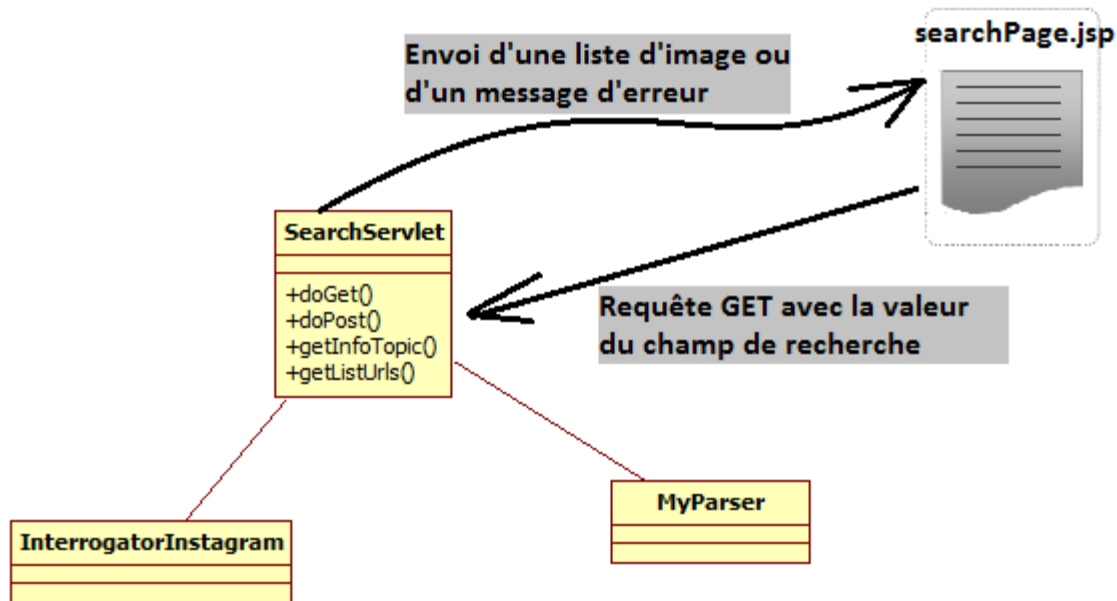 searchPage.jsp
Envoi d'une liste d'image ou
d'un message d'erreur
SearchServlet
+doGet()
+doPost()
+getInfoTopic()
+getListUrls()
Requête GET avec la valeur
du champ de recherche
MyParser
InterrogatorInstagram